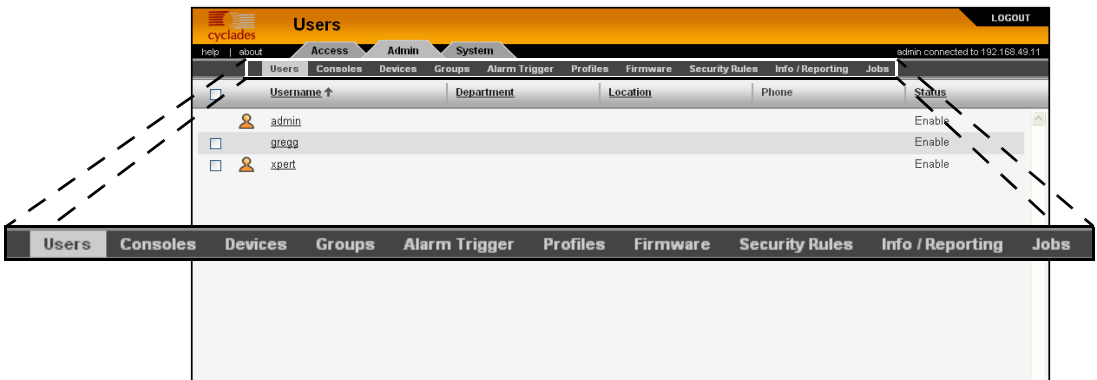 Users
LOGOUT
cyclades
help | about
Access Admin System
admin connected to 192.168.49.11
Users Consoles Devices Groups Alarm Trigger Profiles Firmware Security Rules Info / Reporting Jobs
Username Department Location Phone Status
admin Enable
gregg Enable
xpert Enable
Users Consoles Devices Groups Alarm Trigger Profiles Firmware Security Rules Info / Reporting Jobs